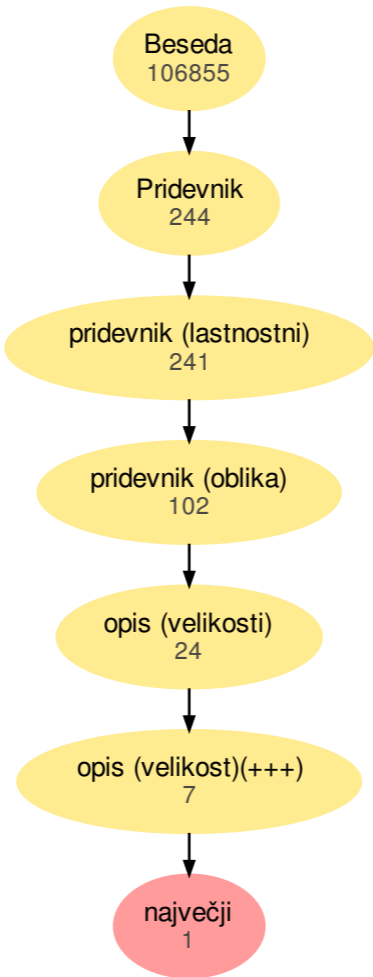 Beseda
106855
Pridevnik
244
pridevnik (lastnostni)
241
pridevnik (oblika)
102
opis (velikosti)
24
opis (velikost)(+++)
7
največji
1